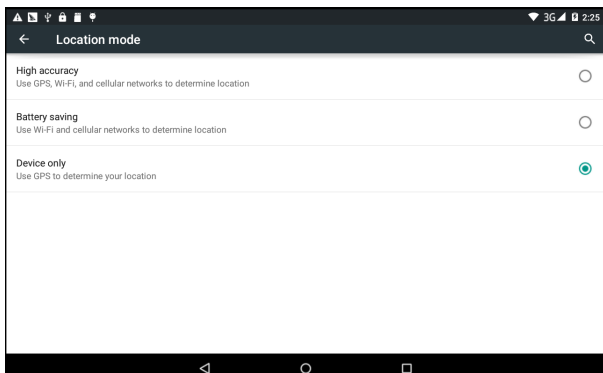 3G 2:25
Location mode
High accuracy
Use GPS, Wi-Fi, and cellular networks to determine location
Battery saving
Use Wi-Fi and cellular networks to determine location
Device only
Use GPS to determine your location